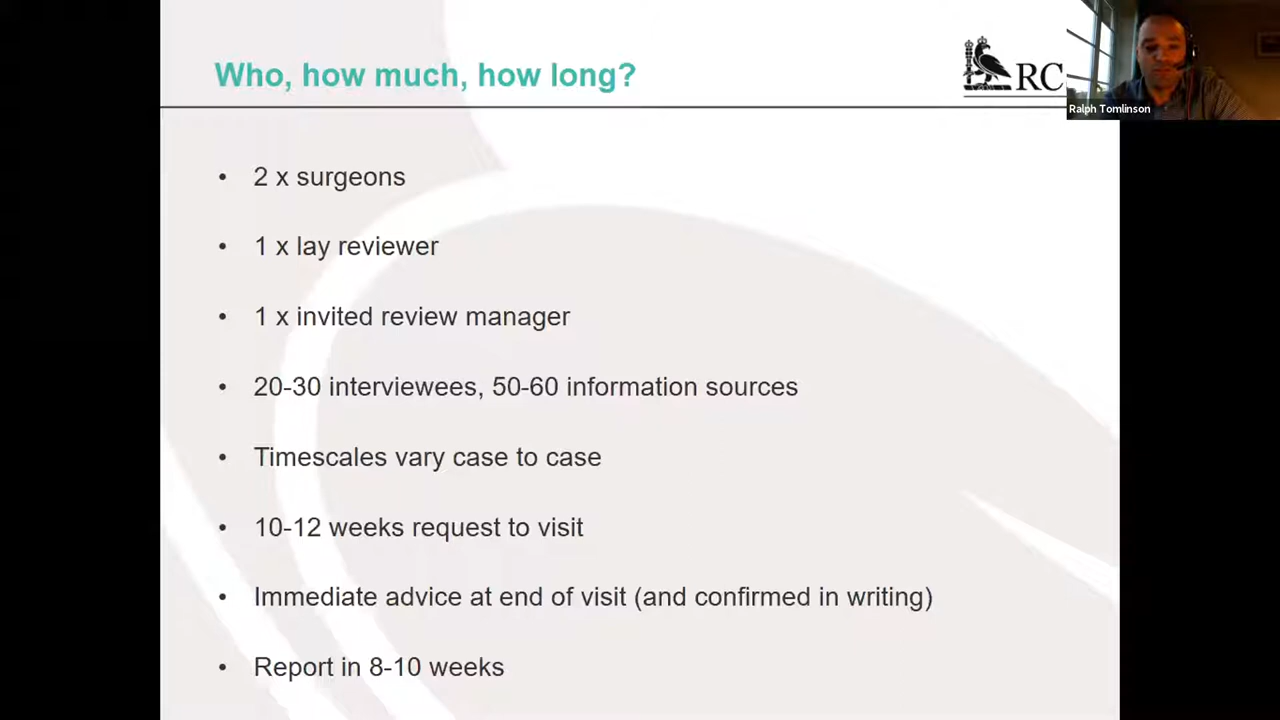 Who, how much, how long?
RC
Ralph Tomlinson
• 2 x surgeons
• 1 x lay reviewer
• 1 x invited review manager
• 20-30 interviewees, 50-60 information sources
• Timescales vary case to case
• 10-12 weeks request to visit
• Immediate advice at end of visit (and confirmed in writing)
• Report in 8-10 weeks